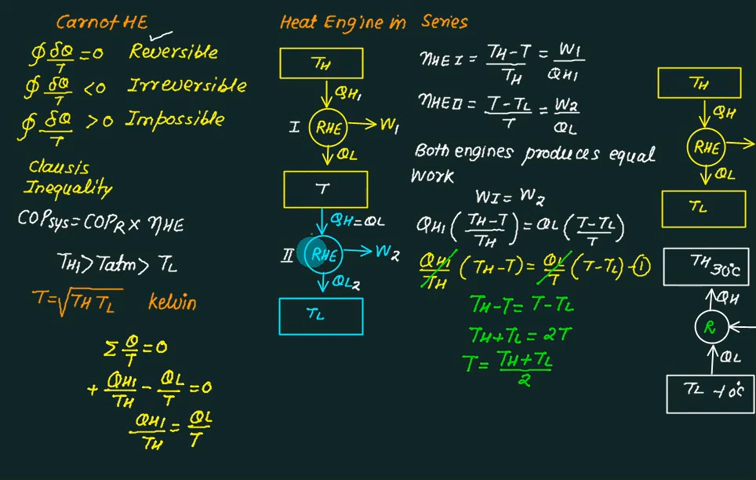 Carnot HE
∮ δQ/T = 0 Reversible
∮ δQ/T < 0 Irreversible
∮ δQ/T > 0 Impossible
Clausis
Inequality
COPsys = COPR × ηHE
TH1 > Tatm > TL
T = √TH TL kelvin
Σ Q/T = 0
+ QH1/TH − QL/T = 0
QH1/TH = QL/T
Heat Engine in Series
TH
QH1
I RHE W1
QL
T
QH = QL
II RHE W2
QL2
TL
ηHE I = TH − T/TH = W1/QH1
ηHE II = T − TL/T = W2/QL
Both engines produces equal
work
WI = W2
QH1 (TH − T/TH) = QL (T − TL/T)
QH1/TH (TH − T) = QL/T (T − TL) − ①
TH − T = T − TL
TH + TL = 2T
T = TH + TL/2
TH
QH
RHE
QL
TL
TH 30°C
QH
R
QL
TL -10°C